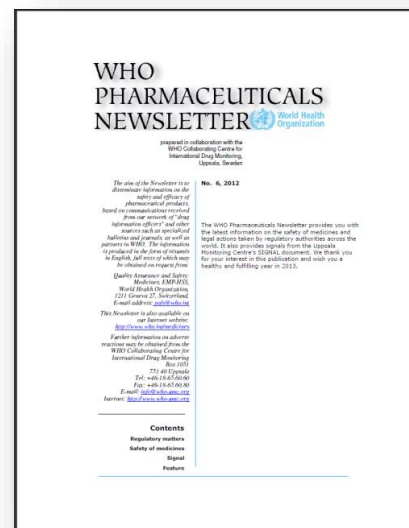 WHO
PHARMACEUTICALS
NEWSLETTER
World Health
Organization
prepared in collaboration with the
WHO Collaborating Centre for
International Drug Monitoring,
Uppsala, Sweden
The aim of the Newsletter is to
disseminate information on the
safety and efficacy of
pharmaceutical products,
based on communications received
from our network of "drug
information officers" and other
sources such as specialized
bulletins and journals, as well as
partners in WHO. The information
is produced in the form of résumés
in English, full texts of which may
be obtained on request from:
Quality Assurance and Safety:
Medicines, EMP-HSS,
World Health Organization,
1211 Geneva 27, Switzerland,
E-mail address: pals@who.int
This Newsletter is also available on
our Internet website:
http://www.who.int/medicines
Further information on adverse
reactions may be obtained from the
WHO Collaborating Centre for
International Drug Monitoring
Box 1051
751 40 Uppsala
Tel: +46-18-65.60.60
Fax: +46-18-65.60.80
E-mail: info@who-umc.org
Internet: http://www.who-umc.org
No. 6, 2012
The WHO Pharmaceuticals Newsletter provides you with
the latest information on the safety of medicines and
legal actions taken by regulatory authorities across the
world. It also provides signals from the Uppsala
Monitoring Centre's SIGNAL document. We thank you
for your interest in this publication and wish you a
healthy and fulfilling year in 2013.
Contents
Regulatory matters
Safety of medicines
Signal
Feature